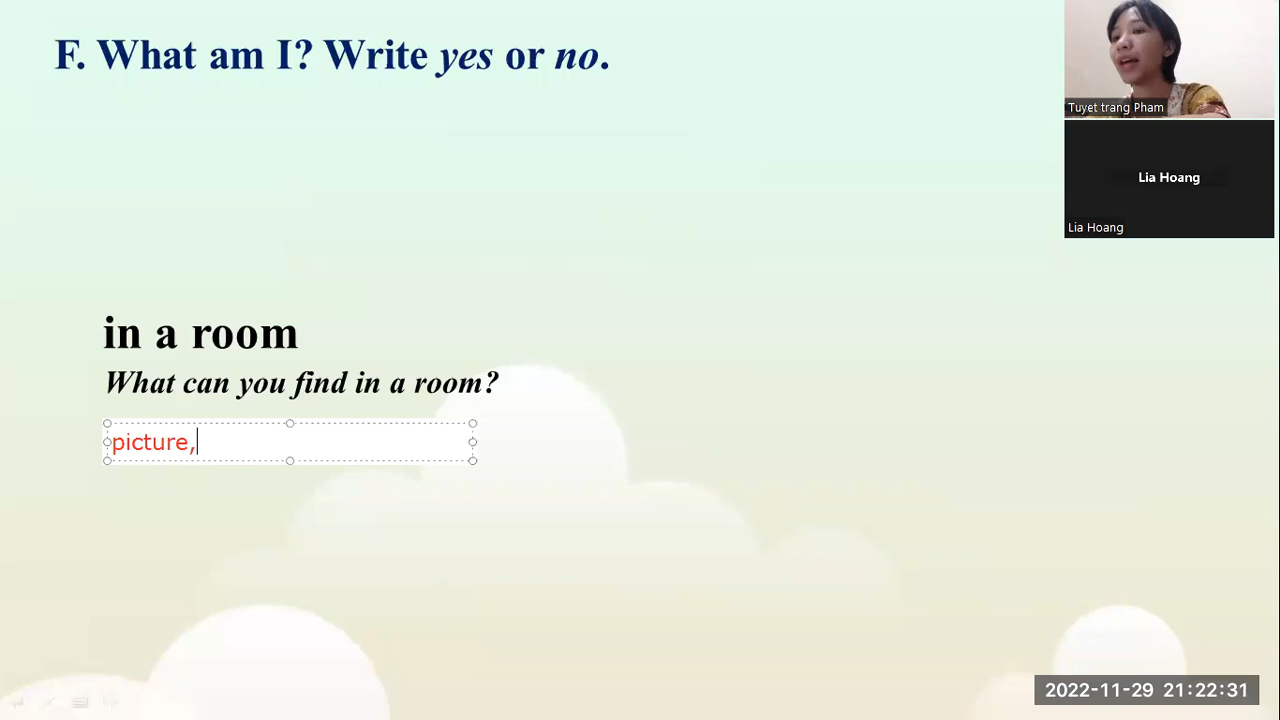 F. What am I? Write yes or no.
Tuyet trang Pham
Lia Hoang
Lia Hoang
in a room
What can you find in a room?
picture,
2022-11-29 21:22:31